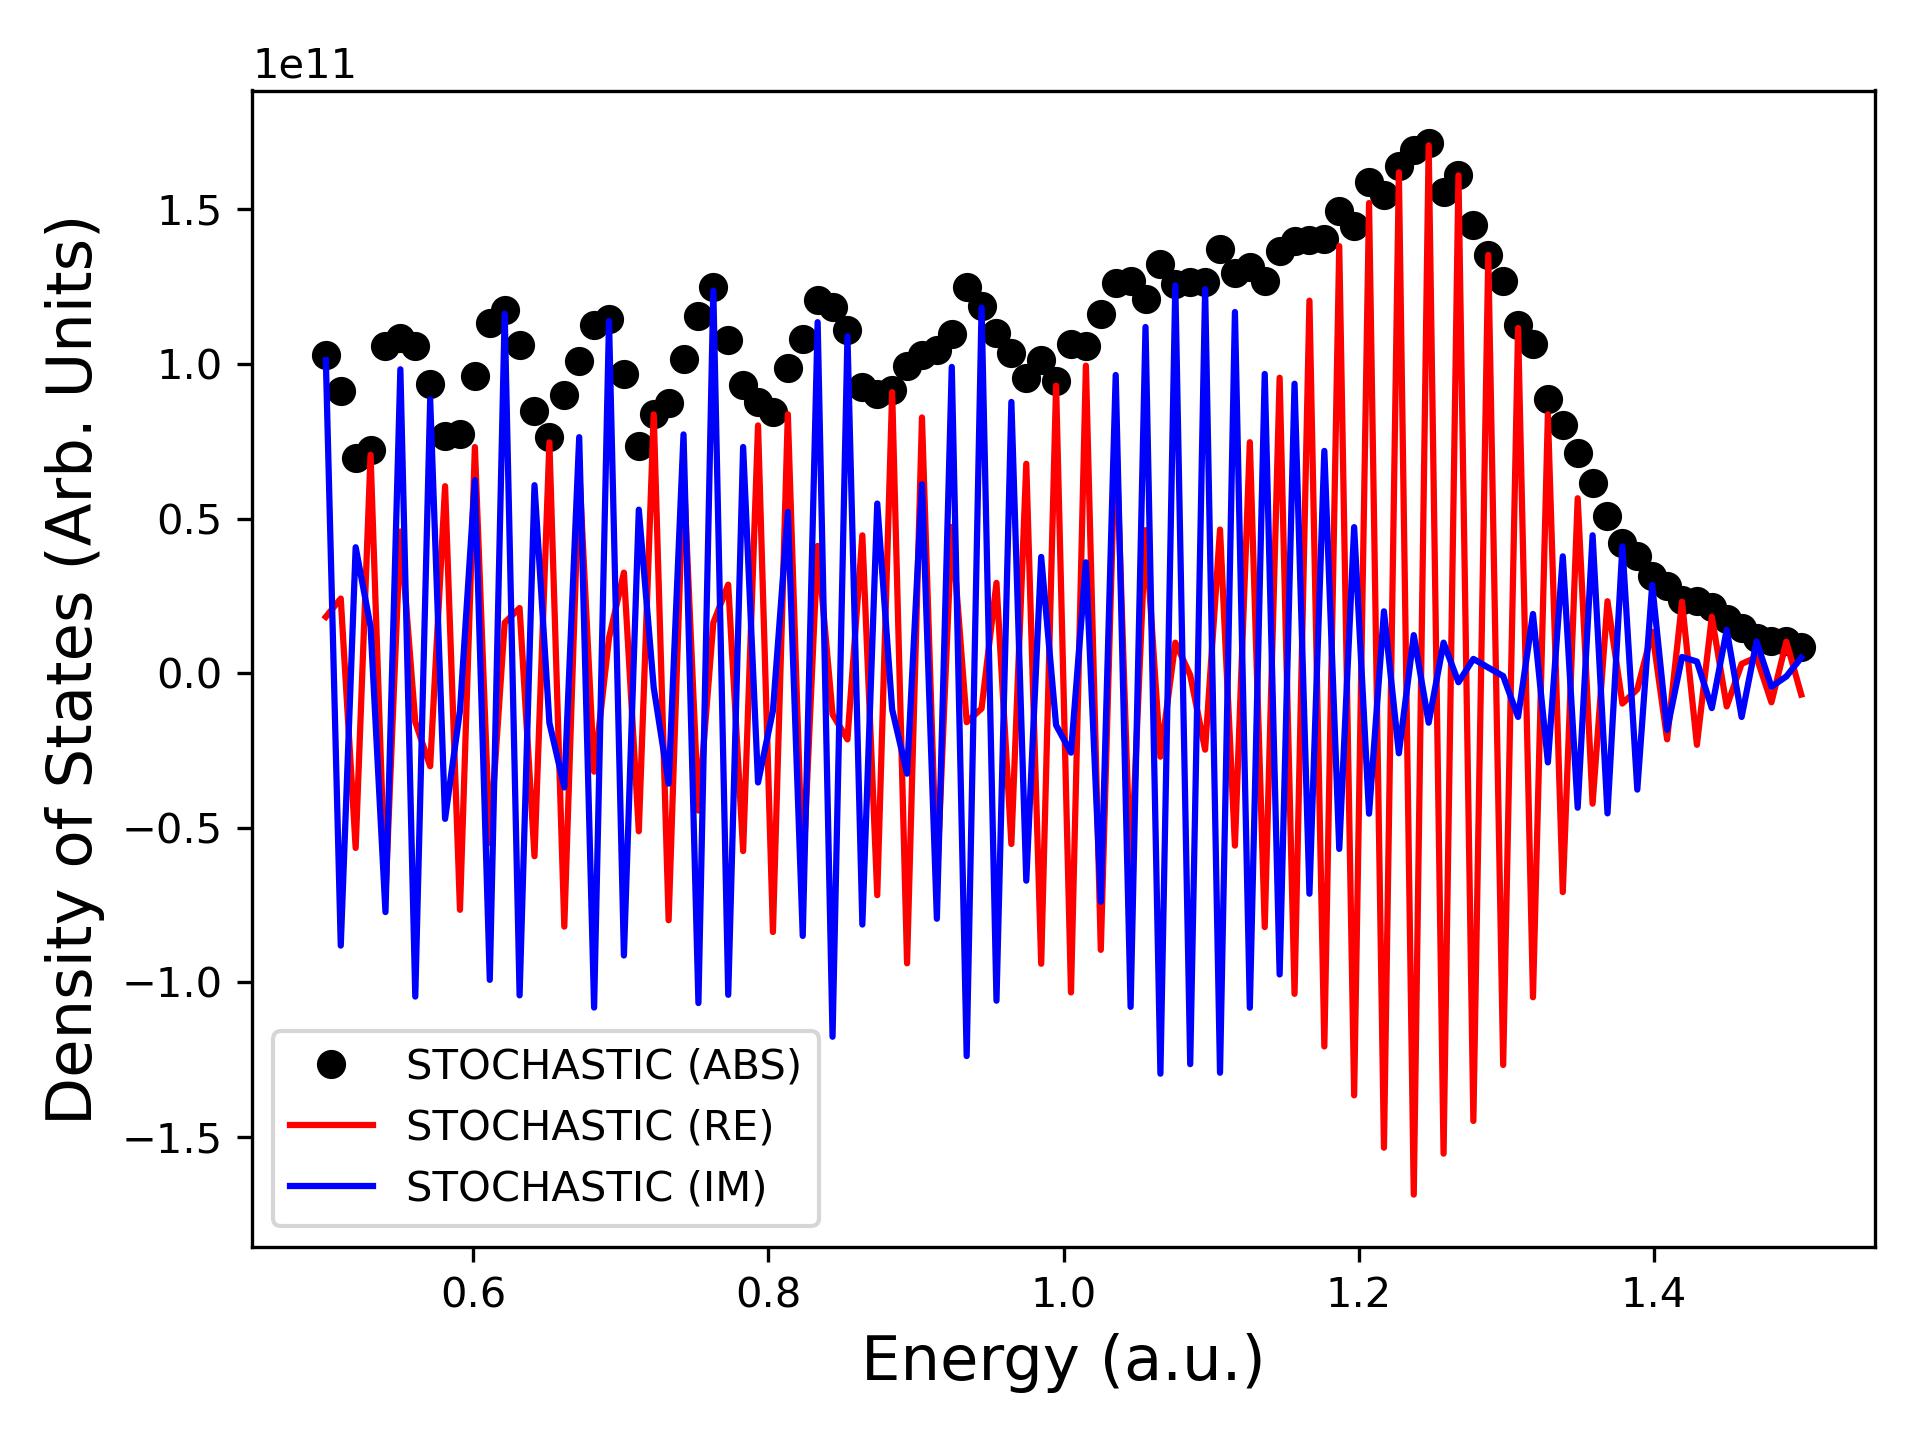 1e11
Density of States (Arb. Units)
1.5
1.0
0.5
0.0
−0.5
−1.0
−1.5
STOCHASTIC (ABS)
STOCHASTIC (RE)
STOCHASTIC (IM)
0.6 0.8 1.0 1.2 1.4
Energy (a.u.)